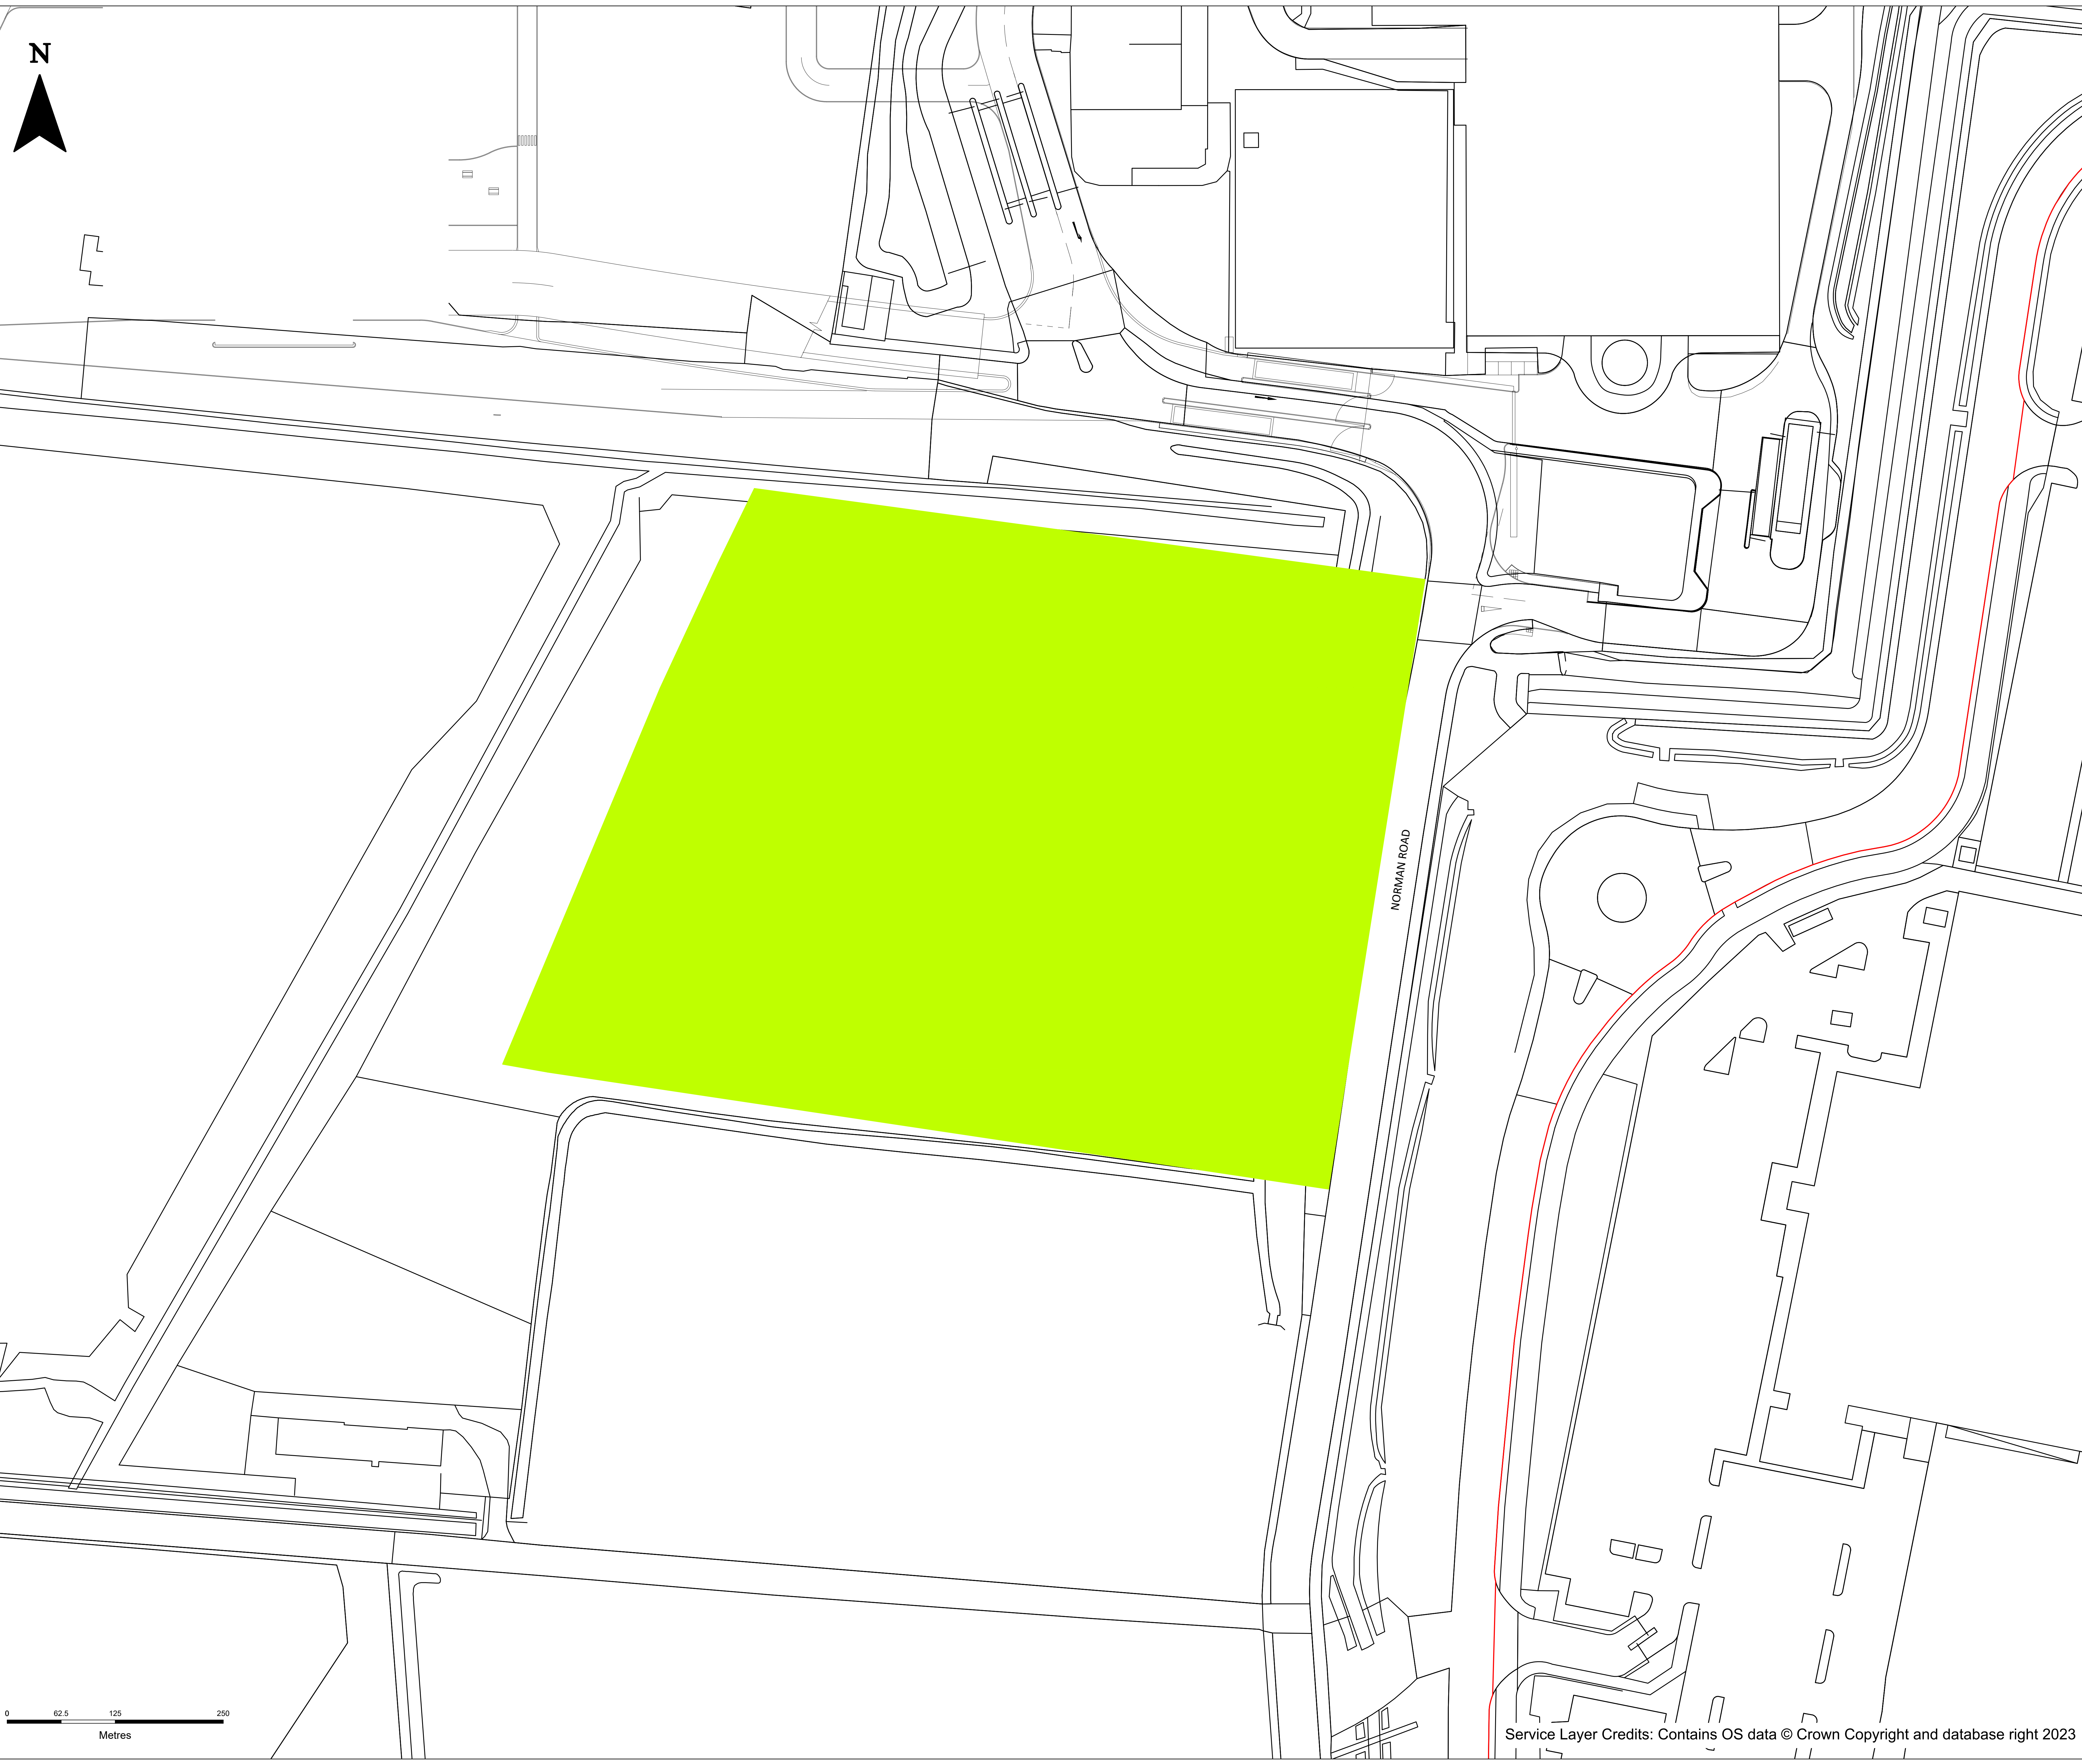 N
NORMAN ROAD
0 62.5 125 250
Metres
Service Layer Credits: Contains OS data © Crown Copyright and database right 2023